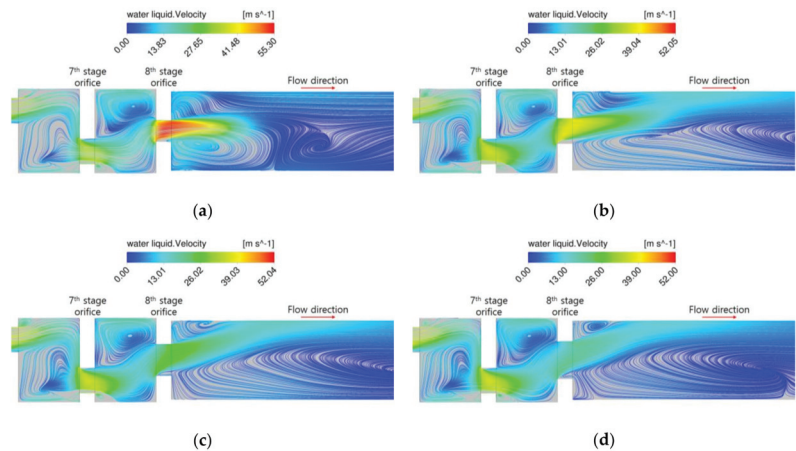 water liquid.Velocity [m s^-1]
0.00 13.83 27.65 41.48 55.30
7th stage orifice 8th stage orifice
Flow direction
(a)
water liquid.Velocity [m s^-1]
0.00 13.01 26.02 39.04 52.05
7th stage orifice 8th stage orifice
Flow direction
(b)
water liquid.Velocity [m s^-1]
0.00 13.01 26.02 39.03 52.04
7th stage orifice 8th stage orifice
Flow direction
(c)
water liquid.Velocity [m s^-1]
0.00 13.00 26.00 39.00 52.00
7th stage orifice 8th stage orifice
Flow direction
(d)